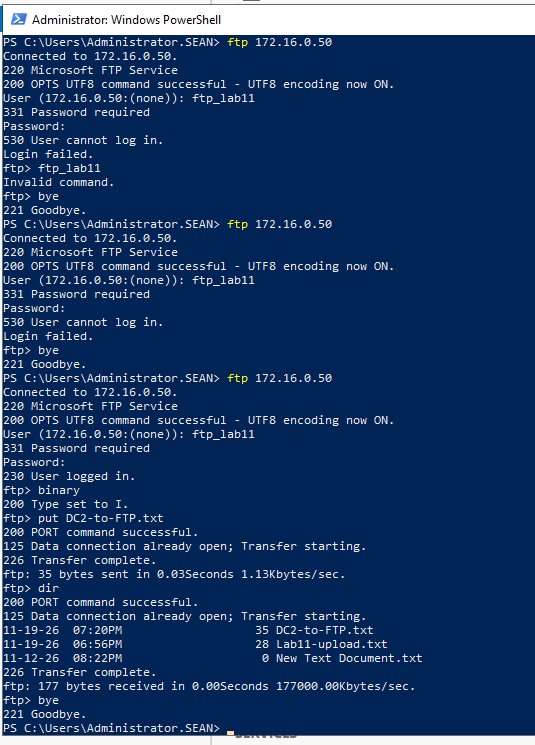 Administrator: Windows PowerShell
PS C:\Users\Administrator.SEAN> ftp 172.16.0.50
Connected to 172.16.0.50.
220 Microsoft FTP Service
200 OPTS UTF8 command successful - UTF8 encoding now ON.
User (172.16.0.50:(none)): ftp_lab11
331 Password required
Password:
530 User cannot log in.
Login failed.
ftp> ftp_lab11
Invalid command.
ftp> bye
221 Goodbye.
PS C:\Users\Administrator.SEAN> ftp 172.16.0.50
Connected to 172.16.0.50.
220 Microsoft FTP Service
200 OPTS UTF8 command successful - UTF8 encoding now ON.
User (172.16.0.50:(none)): ftp_lab11
331 Password required
Password:
530 User cannot log in.
Login failed.
ftp> bye
221 Goodbye.
PS C:\Users\Administrator.SEAN> ftp 172.16.0.50
Connected to 172.16.0.50.
220 Microsoft FTP Service
200 OPTS UTF8 command successful - UTF8 encoding now ON.
User (172.16.0.50:(none)): ftp_lab11
331 Password required
Password:
230 User logged in.
ftp> binary
200 Type set to I.
ftp> put DC2-to-FTP.txt
200 PORT command successful.
125 Data connection already open; Transfer starting.
226 Transfer complete.
ftp: 35 bytes sent in 0.03Seconds 1.13Kbytes/sec.
ftp> dir
200 PORT command successful.
125 Data connection already open; Transfer starting.
11-19-26  07:20PM                   35 DC2-to-FTP.txt
11-19-26  06:56PM                   28 Lab11-upload.txt
11-12-26  08:22PM                    0 New Text Document.txt
226 Transfer complete.
ftp: 177 bytes received in 0.00Seconds 177000.00Kbytes/sec.
ftp> bye
221 Goodbye.
PS C:\Users\Administrator.SEAN>